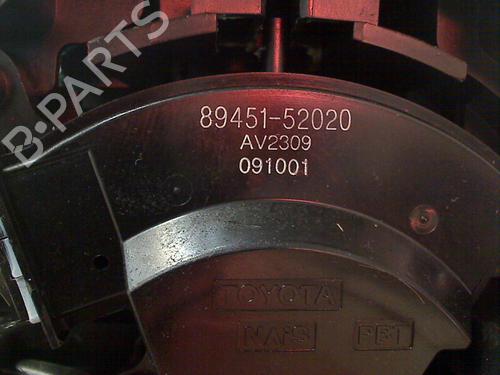 B-PARTS
89451-52020
AV2309
091001
TOYOTA
NAiS PBT